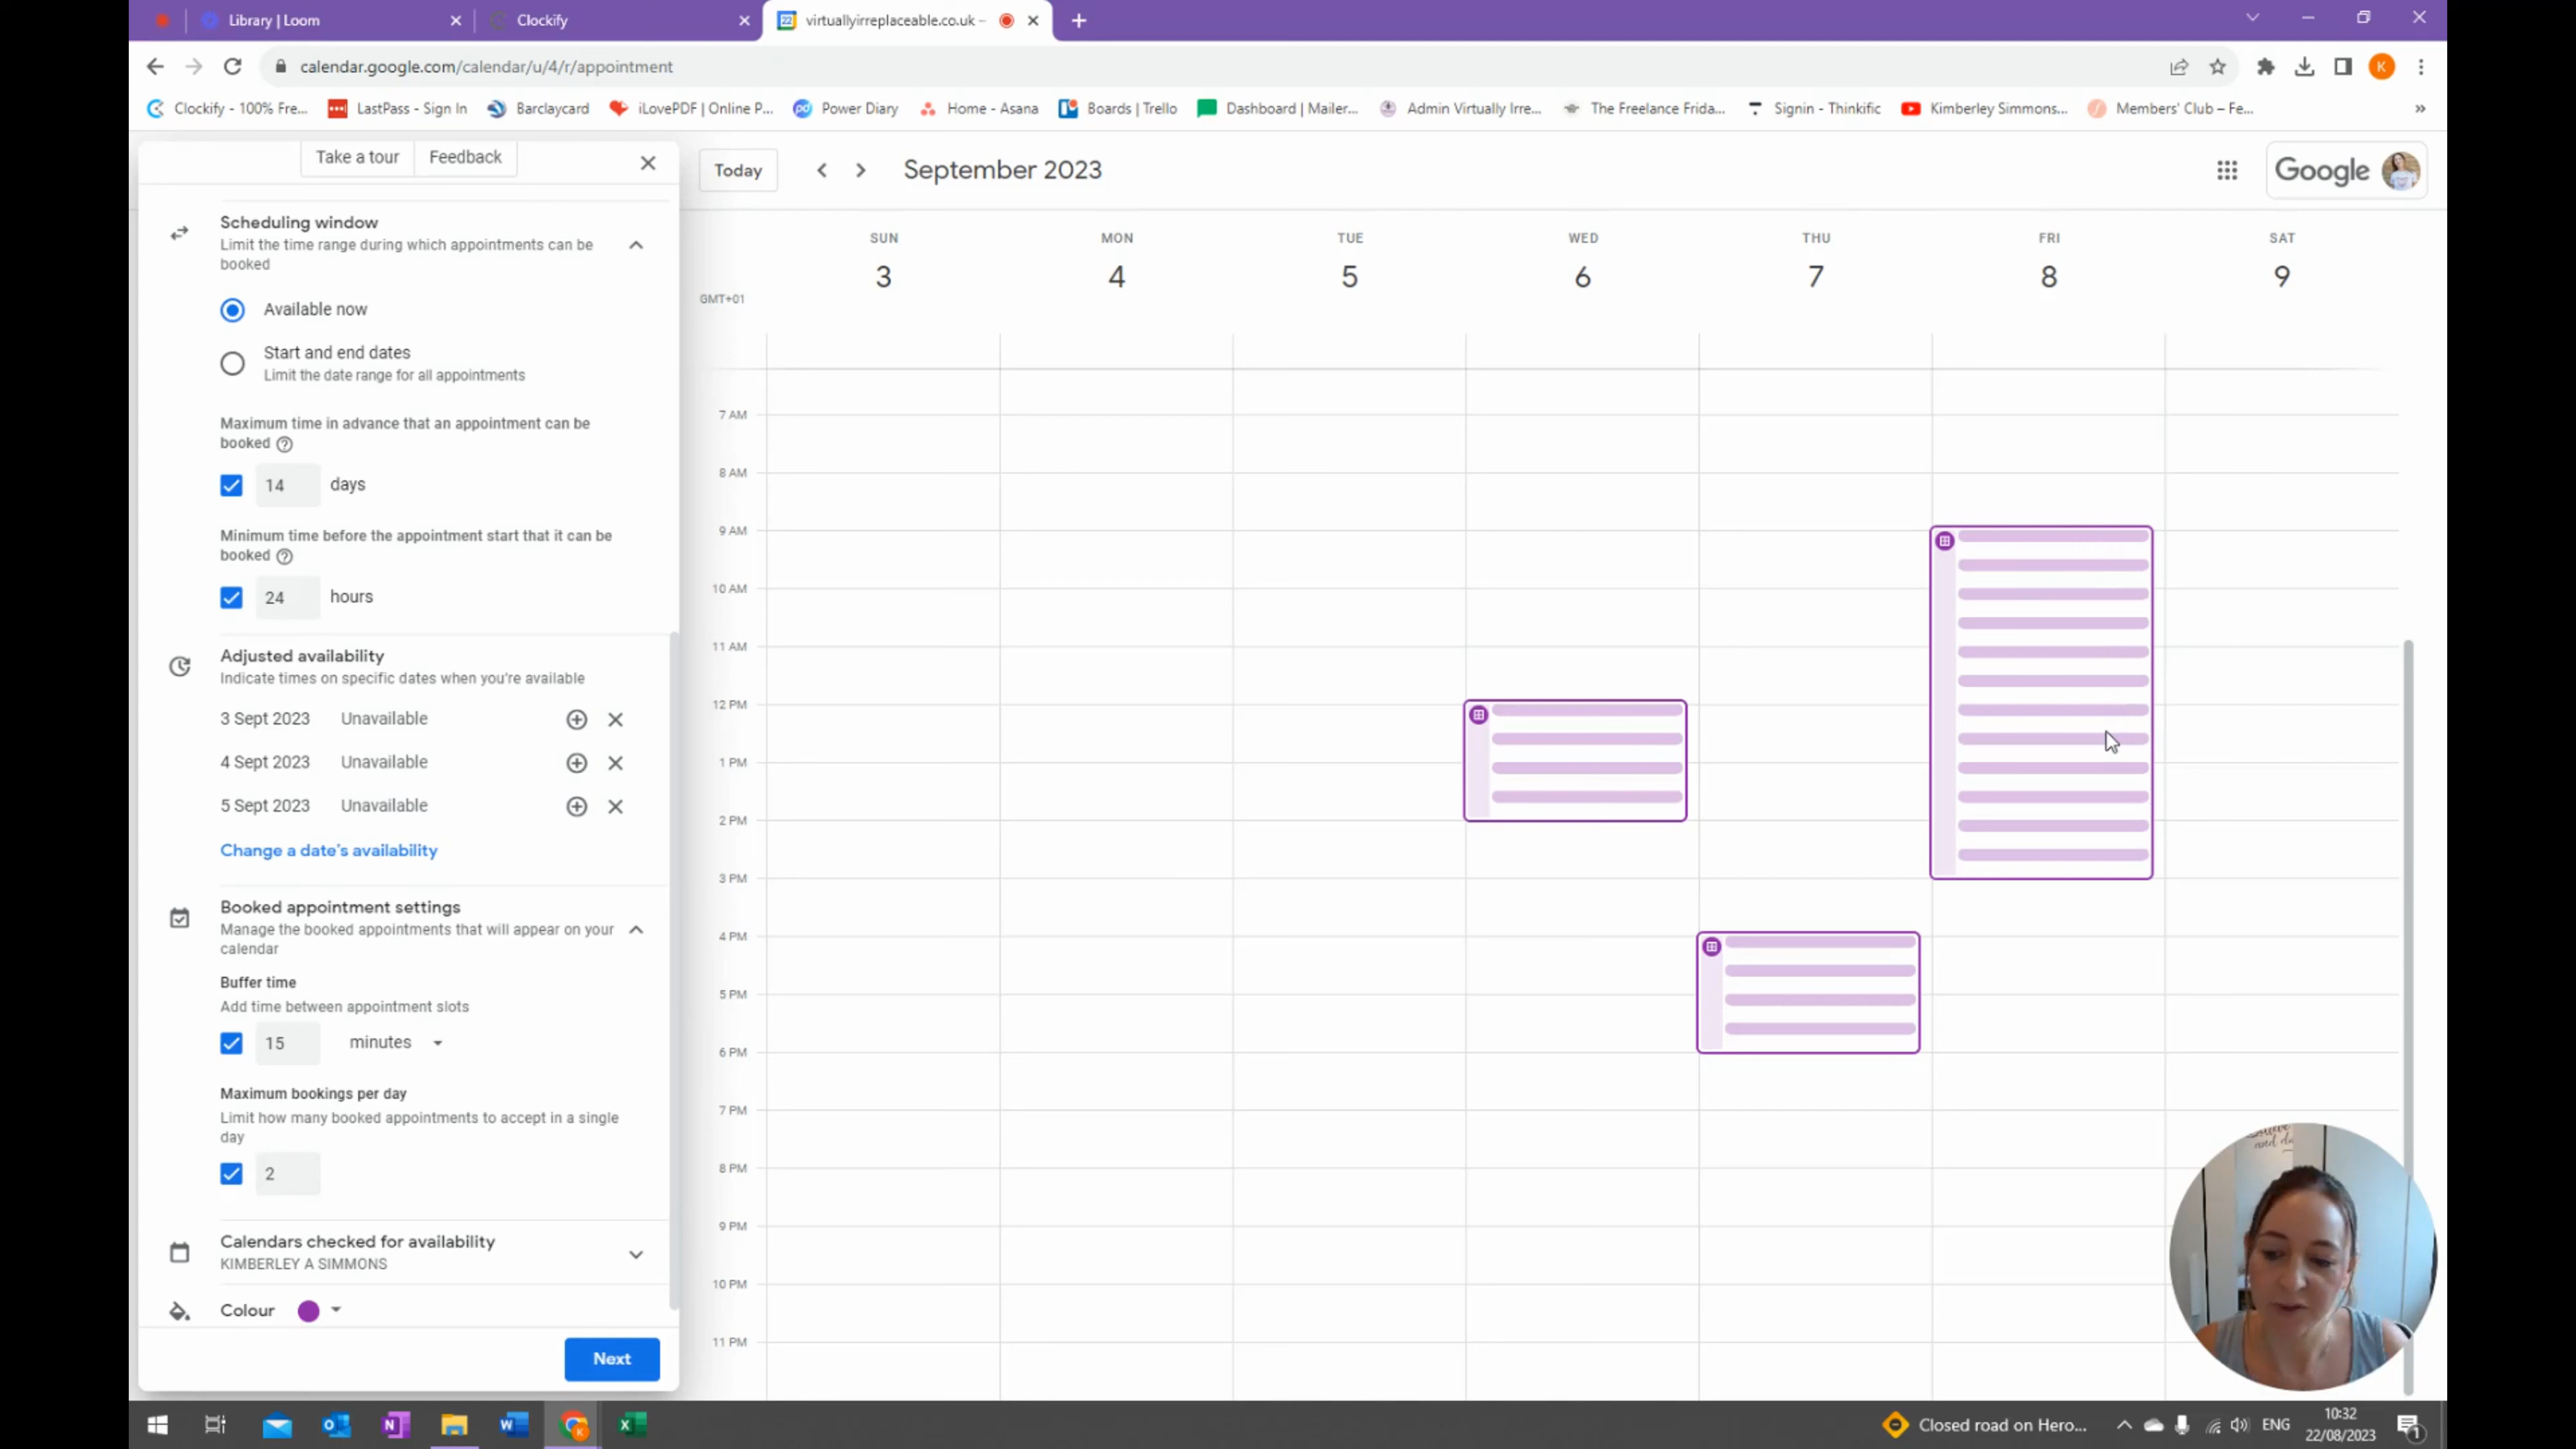 Library | Loom
Clockify
virtuallyirreplaceable.co.uk –
calendar.google.com/calendar/u/4/r/appointment
K
Clockify - 100% Fre...
LastPass - Sign In
Barclaycard
iLovePDF | Online P...
Power Diary
Home - Asana
Boards | Trello
Dashboard | Mailer...
Admin Virtually Irre...
The Freelance Frida...
Signin - Thinkific
Kimberley Simmons...
Members' Club – Fe...
»
Take a tour
Feedback
Today
September 2023
Google
Scheduling window
Limit the time range during which appointments can be
booked
Available now
Start and end dates
Limit the date range for all appointments
Maximum time in advance that an appointment can be
booked
14 days
Minimum time before the appointment start that it can be
booked
24 hours
Adjusted availability
Indicate times on specific dates when you're available
3 Sept 2023 Unavailable
4 Sept 2023 Unavailable
5 Sept 2023 Unavailable
Change a date's availability
Booked appointment settings
Manage the booked appointments that will appear on your
calendar
Buffer time
Add time between appointment slots
15 minutes
Maximum bookings per day
Limit how many booked appointments to accept in a single
day
2
Calendars checked for availability
KIMBERLEY A SIMMONS
Colour
Next
SUN MON TUE WED THU FRI SAT
3 4 5 6 7 8 9
GMT+01
7 AM
8 AM
9 AM
10 AM
11 AM
12 PM
1 PM
2 PM
3 PM
4 PM
5 PM
6 PM
7 PM
8 PM
9 PM
10 PM
11 PM
and
Closed road on Hero...
ENG
10:32
22/08/2023
1